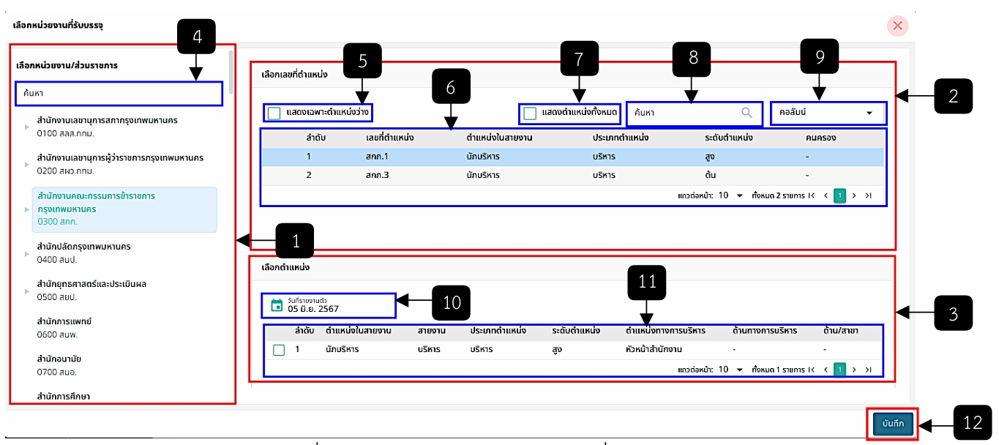 เลือกหน่วยงานที่รับบรรจุ
4
เลือกหน่วยงาน/ส่วนราชการ
ค้นหา
สำนักงานเลขานุการสภากรุงเทพมหานคร
0100 สลส.กทม.
สำนักงานเลขานุการผู้ว่าราชการกรุงเทพมหานคร
0200 สผว.กทม.
สำนักงานคณะกรรมการข้าราชการ
กรุงเทพมหานคร
0300 สกก.
สำนักปลัดกรุงเทพมหานคร
0400 สนป.
สำนักยุทธศาสตร์และประเมินผล
0500 สยป.
สำนักการแพทย์
0600 สนพ.
สำนักอนามัย
0700 สนอ.
สำนักการศึกษา
1
เลือกเลขที่ตำแหน่ง
5
6
7
8
9
2
แสดงเฉพาะตำแหน่งว่าง
แสดงตำแหน่งทั้งหมด
ค้นหา
คอลัมน์
ลำดับ เลขที่ตำแหน่ง ตำแหน่งในสายงาน ประเภทตำแหน่ง ระดับตำแหน่ง คนครอง
1 สกก.1 นักบริหาร บริหาร สูง -
2 สกก.3 นักบริหาร บริหาร ต้น -
แถวต่อหน้า: 10 ทั้งหมด 2 รายการ 1
เลือกตำแหน่ง
วันที่รายงานตัว
05 มิ.ย. 2567
10
11
3
ลำดับ ตำแหน่งในสายงาน สายงาน ประเภทตำแหน่ง ระดับตำแหน่ง ตำแหน่งทางการบริหาร ด้านทางการบริหาร ด้าน/สาขา
1 นักบริหาร บริหาร บริหาร สูง หัวหน้าสำนักงาน - -
แถวต่อหน้า: 10 ทั้งหมด 1 รายการ 1
บันทึก
12